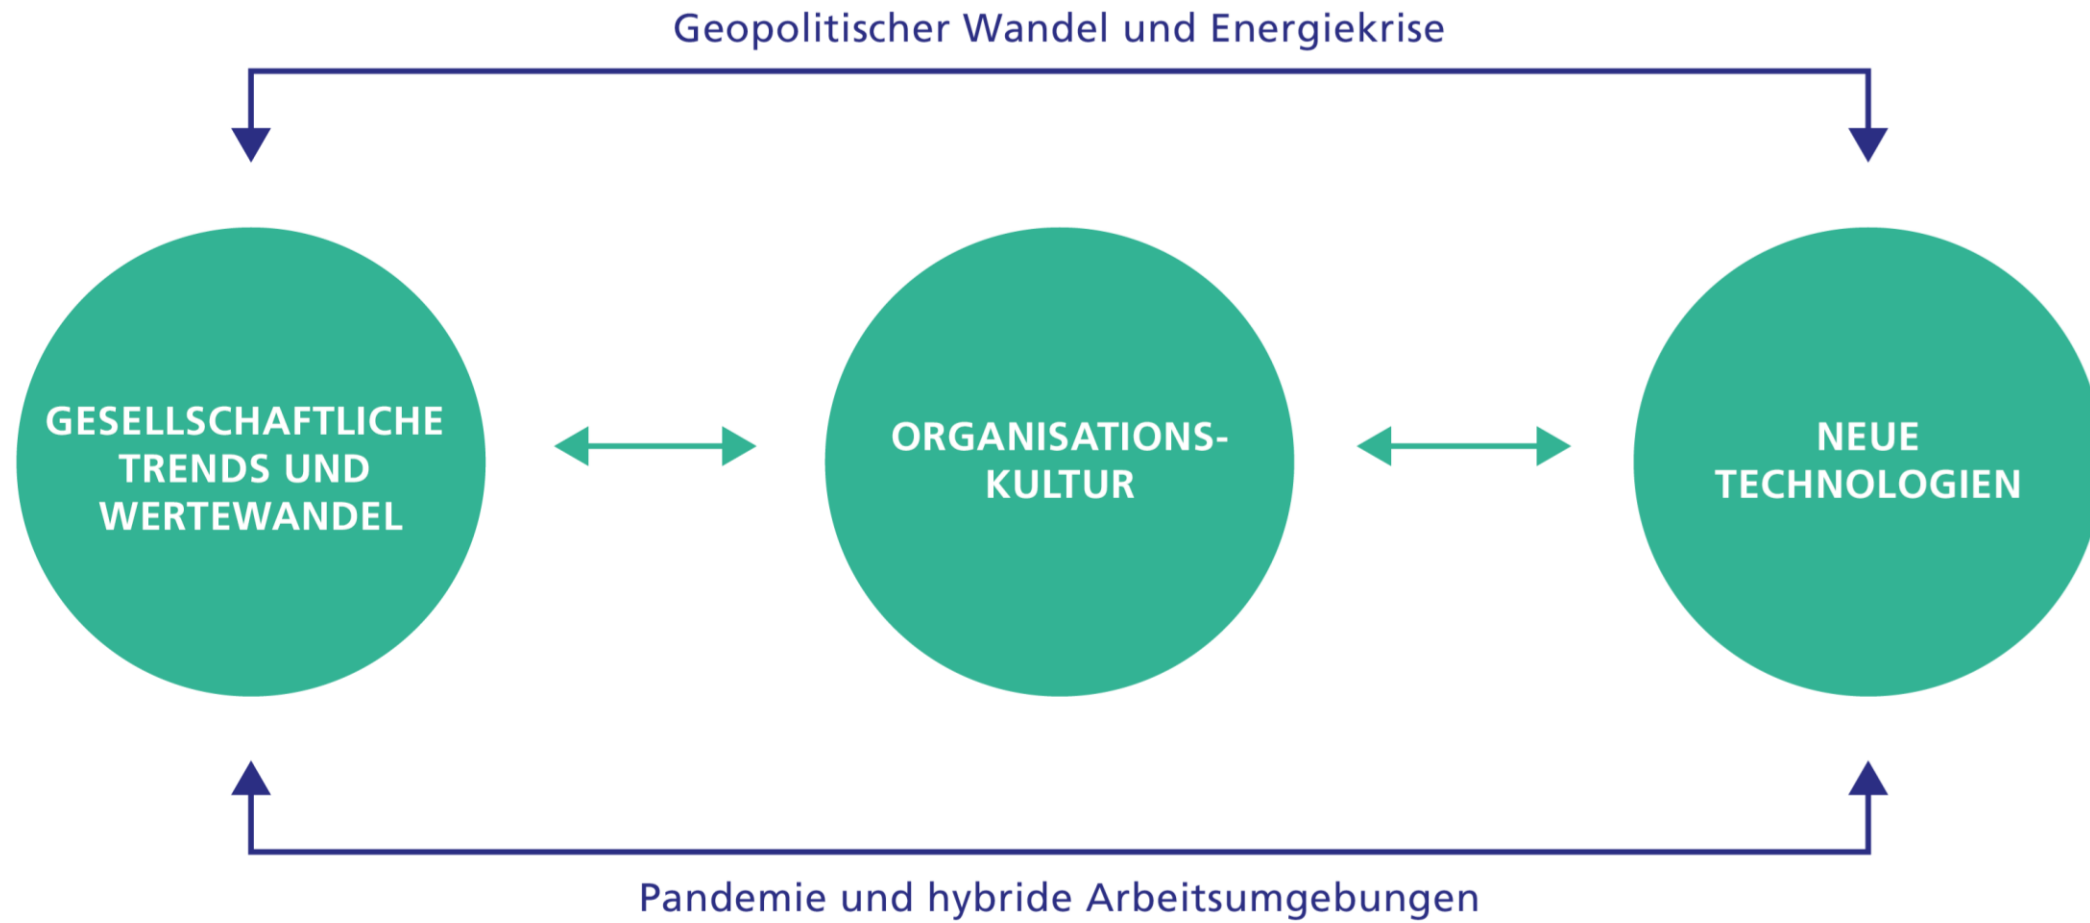 Geopolitischer Wandel und Energiekrise
GESELLSCHAFTLICHE
TRENDS UND
WERTEWANDEL
ORGANISATIONS-
KULTUR
NEUE
TECHNOLOGIEN
Pandemie und hybride Arbeitsumgebungen